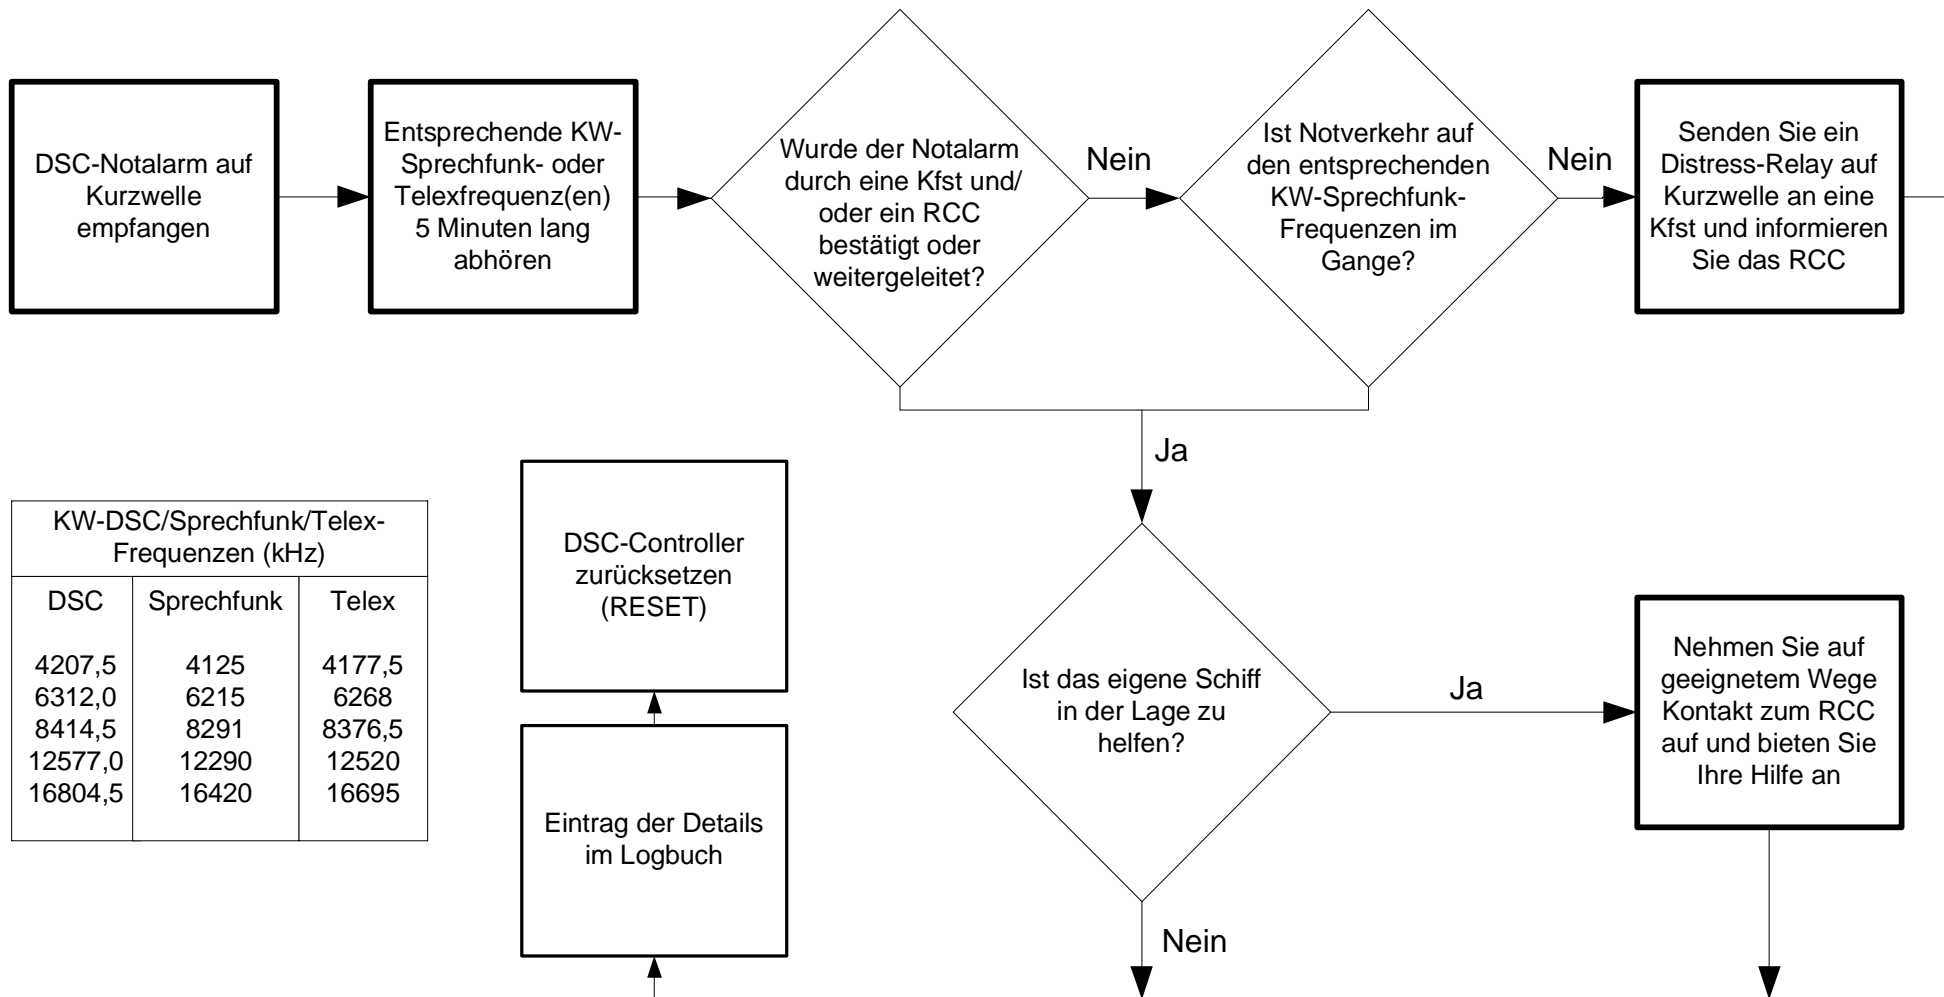 DSC-Notalarm auf
Kurzwelle
empfangen
Entsprechende KW-
Sprechfunk- oder
Telexfrequenz(en)
5 Minuten lang
abhören
Wurde der Notalarm
durch eine Kfst und/
oder ein RCC
bestätigt oder
weitergeleitet?
Nein
Ist Notverkehr auf
den entsprechenden
KW-Sprechfunk-
Frequenzen im
Gange?
Nein
Senden Sie ein
Distress-Relay auf
Kurzwelle an eine
Kfst und informieren
Sie das RCC
Ja
KW-DSC/Sprechfunk/Telex-
Frequenzen (kHz)
DSC Sprechfunk Telex
4207,5 4125 4177,5
6312,0 6215 6268
8414,5 8291 8376,5
12577,0 12290 12520
16804,5 16420 16695
DSC-Controller
zurücksetzen
(RESET)
Eintrag der Details
im Logbuch
Ist das eigene Schiff
in der Lage zu
helfen?
Ja
Nehmen Sie auf
geeignetem Wege
Kontakt zum RCC
auf und bieten Sie
Ihre Hilfe an
Nein